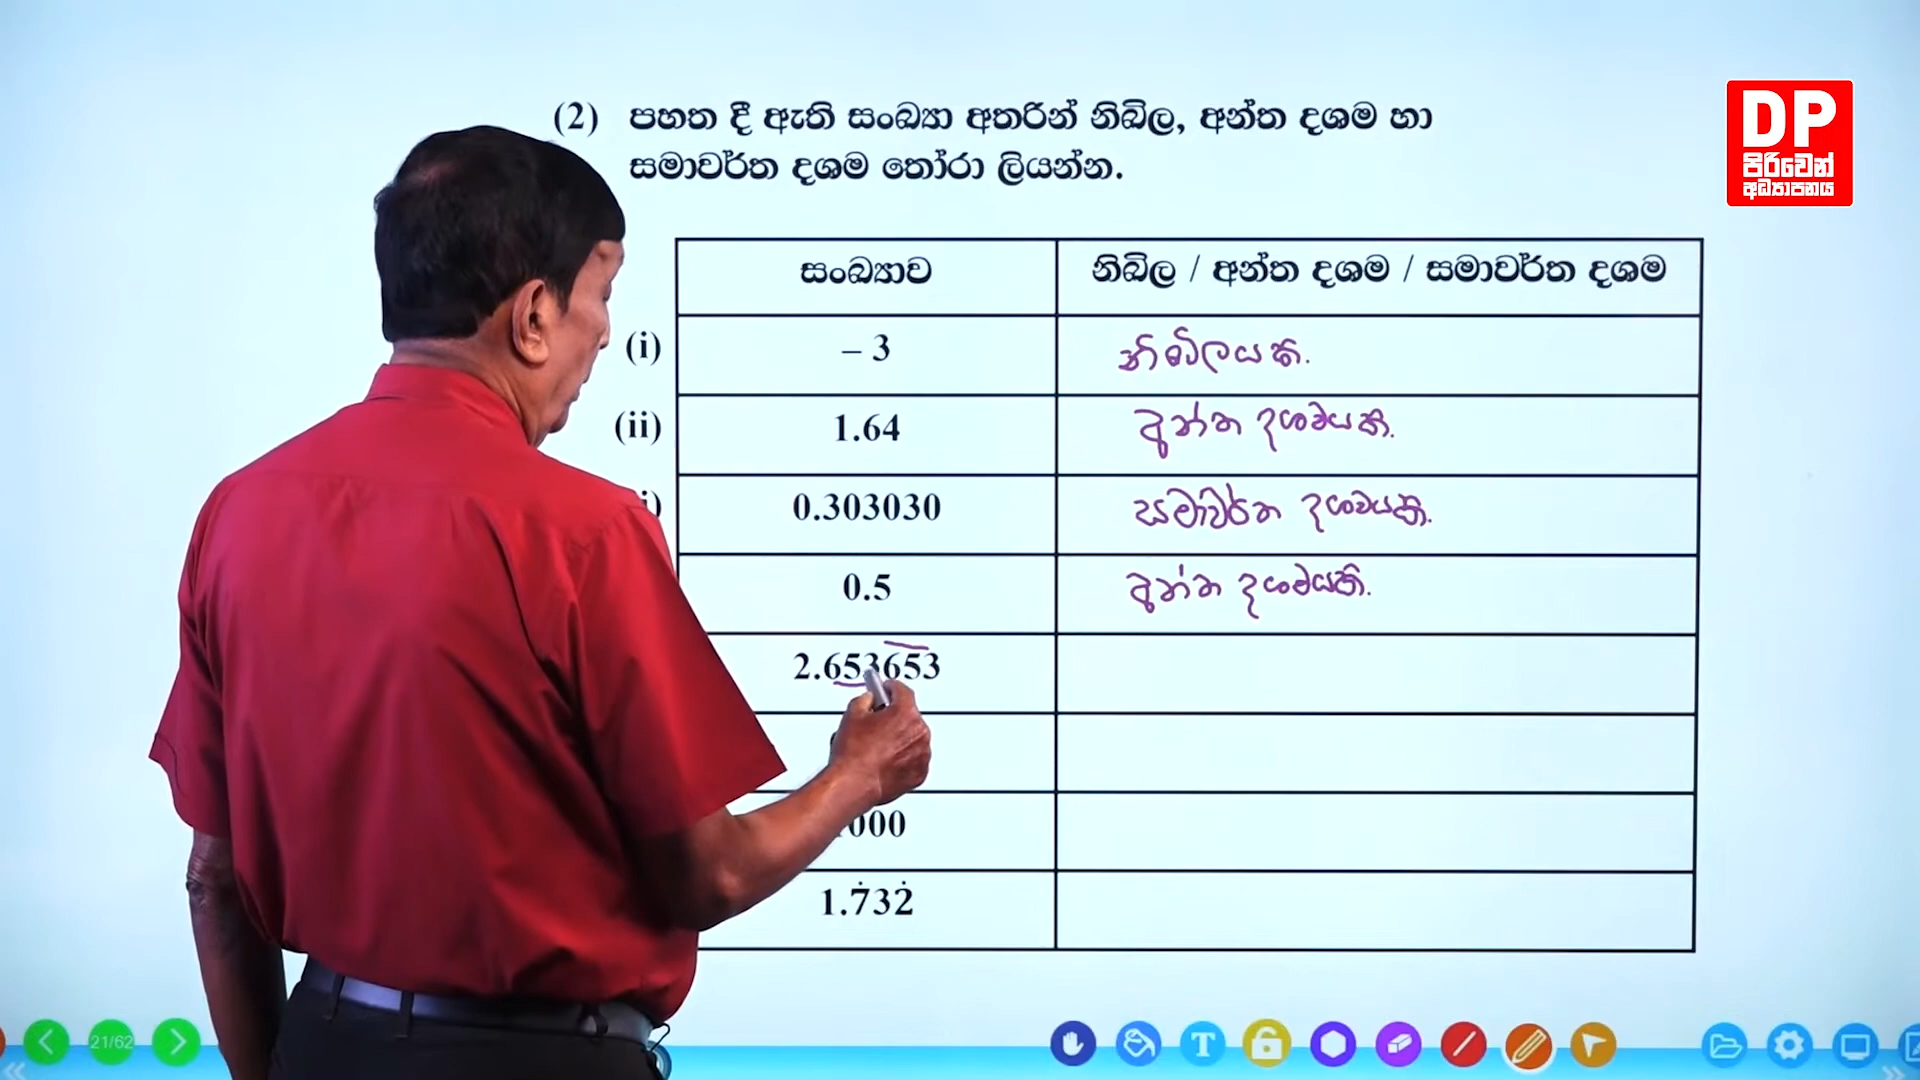 (2) පහත දී ඇති සංඛ්‍යා අතරින් නිඛිල, අන්ත දශම හා
සමාවර්ත දශම තෝරා ලියන්න.
DP
පිරිවෙන්
අධ්‍යාපනය
සංඛ්‍යාව නිඛිල / අන්ත දශම / සමාවර්ත දශම
(i) – 3 නිඛිලයකි.
(ii) 1.64 අන්ත දශමයකි.
0.303030 සමාවර්ත දශමයකි.
0.5 අන්ත දශමයකි.
2.653653
000
1.7̇32̇
21/62